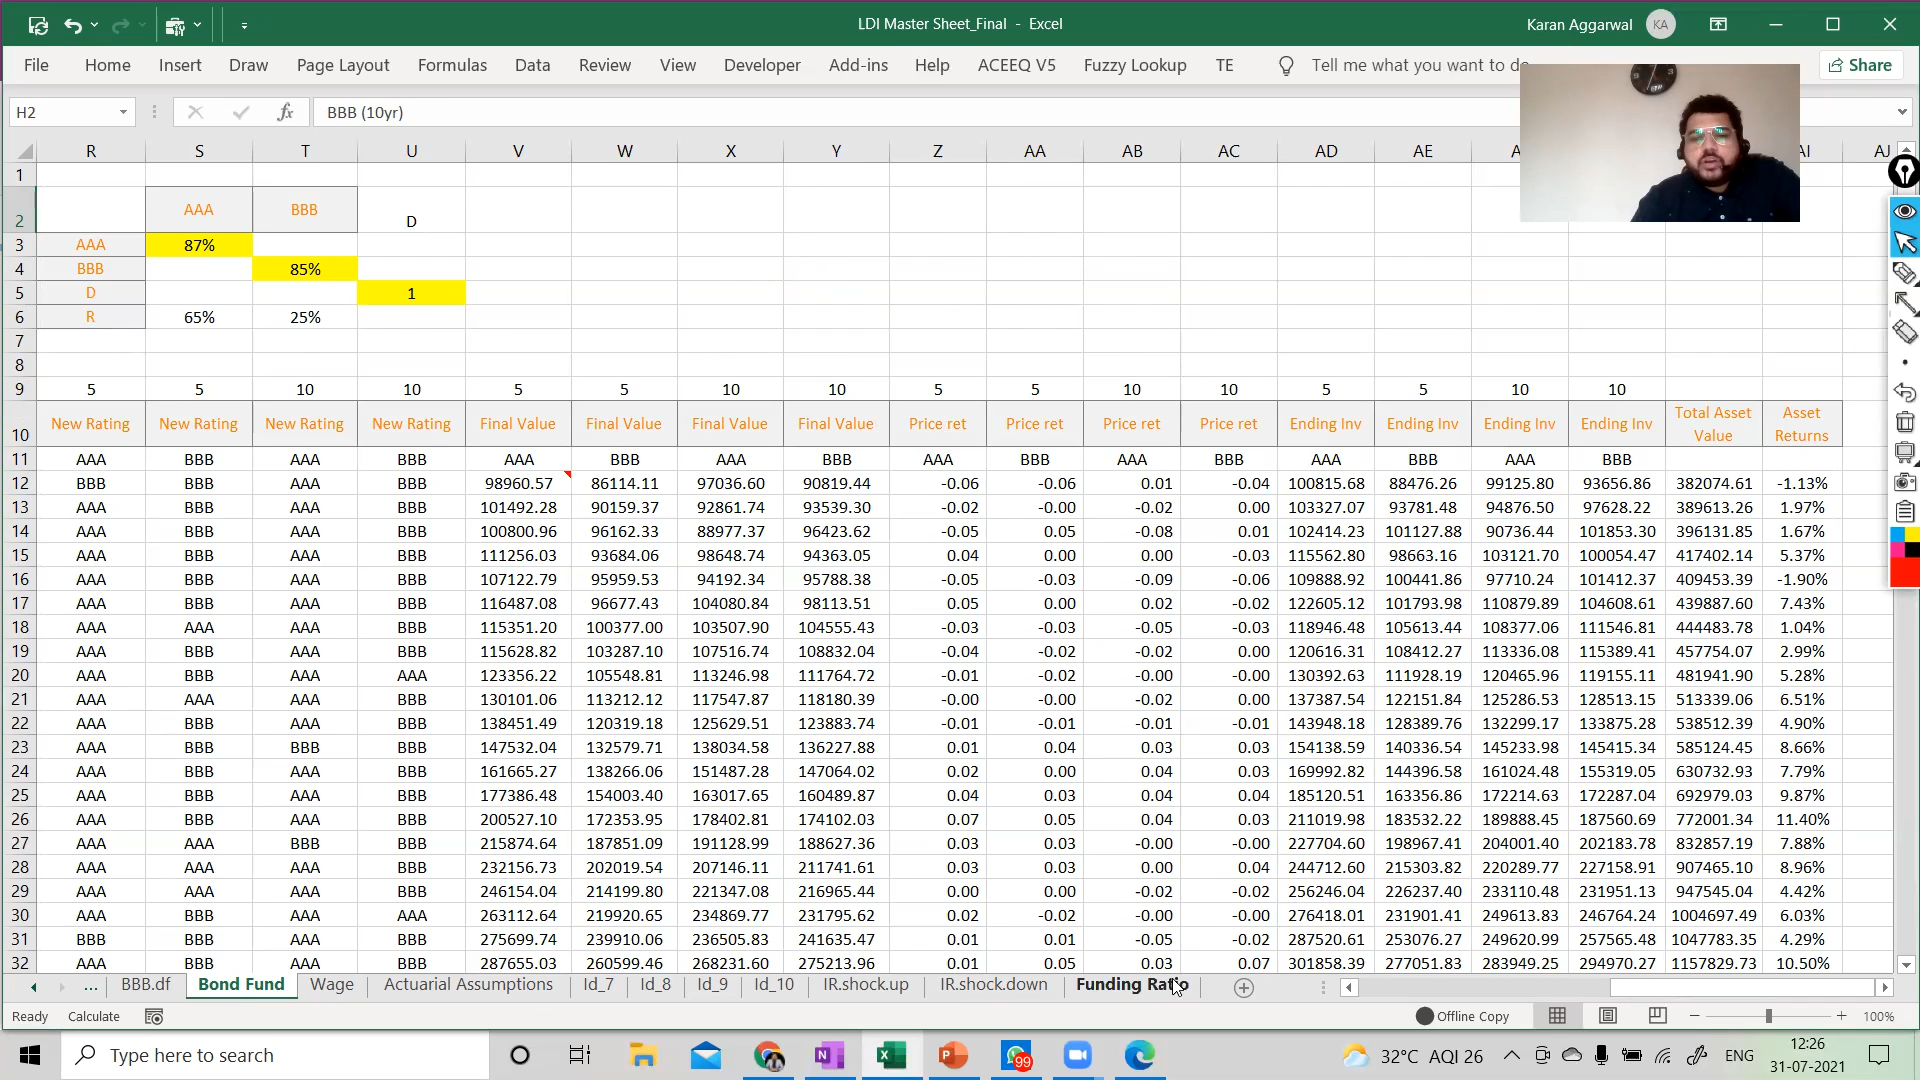 LDI Master Sheet_Final - Excel
Karan Aggarwal KA
File Home Insert Draw Page Layout Formulas Data Review View Developer Add-ins Help ACEEQ V5 Fuzzy Lookup TE Tell me what you want to do Share
H2 fx BBB (10yr)
R S T U V W X Y Z AA AB AC AD AE AI AJ
1
2 AAA BBB D
3 AAA 87%
4 BBB 85%
5 D 1
6 R 65% 25%
7
8
9 5 5 10 10 5 5 10 10 5 5 10 10 5 5 10 10
10 New Rating New Rating New Rating New Rating Final Value Final Value Final Value Final Value Price ret Price ret Price ret Price ret Ending Inv Ending Inv Ending Inv Ending Inv Total Asset Value Asset Returns
11 AAA BBB AAA BBB AAA BBB AAA BBB AAA BBB AAA BBB AAA BBB AAA BBB
12 BBB BBB AAA BBB 98960.57 86114.11 97036.60 90819.44 -0.06 -0.06 0.01 -0.04 100815.68 88476.26 99125.80 93656.86 382074.61 -1.13%
13 AAA BBB AAA BBB 101492.28 90159.37 92861.74 93539.30 -0.02 -0.00 -0.02 0.00 103327.07 93781.48 94876.50 97628.22 389613.26 1.97%
14 AAA BBB AAA BBB 100800.96 96162.33 88977.37 96423.62 -0.05 0.05 -0.08 0.01 102414.23 101127.88 90736.44 101853.30 396131.85 1.67%
15 AAA BBB AAA BBB 111256.03 93684.06 98648.74 94363.05 0.04 0.00 0.00 -0.03 115562.80 98663.16 103121.70 100054.47 417402.14 5.37%
16 AAA BBB AAA BBB 107122.79 95959.53 94192.34 95788.38 -0.05 -0.03 -0.09 -0.06 109888.92 100441.86 97710.24 101412.37 409453.39 -1.90%
17 AAA BBB AAA BBB 116487.08 96677.43 104080.84 98113.51 0.05 0.00 0.02 -0.02 122605.12 101793.98 110879.89 104608.61 439887.60 7.43%
18 AAA AAA AAA BBB 115351.20 100377.00 103507.90 104555.43 -0.03 -0.03 -0.05 -0.03 118946.48 105613.44 108377.06 111546.81 444483.78 1.04%
19 AAA BBB AAA BBB 115628.82 103287.10 107516.74 108832.04 -0.04 -0.02 -0.02 0.00 120616.31 108412.27 113336.08 115389.41 457754.07 2.99%
20 AAA BBB AAA AAA 123356.22 105548.81 113246.98 111764.72 -0.01 -0.02 -0.00 -0.00 130392.63 111928.19 120465.96 119155.11 481941.90 5.28%
21 AAA AAA AAA BBB 130101.06 113212.12 117547.87 118180.39 -0.00 -0.00 -0.02 0.00 137387.54 122151.84 125286.53 128513.15 513339.06 6.51%
22 AAA BBB AAA BBB 138451.49 120319.18 125629.51 123883.74 -0.01 -0.01 -0.01 -0.01 143948.18 128389.76 132299.17 133875.28 538512.39 4.90%
23 AAA BBB BBB BBB 147532.04 132579.71 138034.58 136227.88 0.01 0.04 0.03 0.03 154138.59 140336.54 145233.98 145415.34 585124.45 8.66%
24 AAA BBB AAA BBB 161665.27 138266.06 151487.28 147064.02 0.02 0.00 0.04 0.03 169992.82 144396.58 161024.48 155319.05 630732.93 7.79%
25 AAA BBB AAA BBB 177386.48 154003.40 163017.65 160489.87 0.04 0.03 0.04 0.04 185120.51 163356.86 172214.63 172287.04 692979.03 9.87%
26 AAA BBB AAA BBB 200527.10 172353.95 178402.81 174102.03 0.07 0.05 0.04 0.03 211019.98 183532.22 189888.45 187560.69 772001.34 11.40%
27 AAA AAA BBB BBB 215874.64 187851.09 191128.99 188627.36 0.03 0.03 -0.00 -0.00 227704.60 198967.41 204001.40 202183.78 832857.19 7.88%
28 AAA AAA AAA BBB 232156.73 202019.54 207146.11 211741.61 0.03 0.03 0.00 0.04 244712.60 215303.82 220289.77 227158.91 907465.10 8.96%
29 AAA AAA AAA BBB 246154.04 214199.80 221347.08 216965.44 0.00 0.00 -0.02 -0.02 256246.04 226237.40 233110.48 231951.13 947545.04 4.42%
30 AAA BBB AAA AAA 263112.64 219920.65 234869.77 231795.62 0.02 -0.02 -0.00 -0.00 276418.01 231901.41 249613.83 246764.24 1004697.49 6.03%
31 BBB BBB AAA BBB 275699.74 239910.06 236505.83 241635.47 0.01 0.01 -0.05 -0.02 287520.61 253076.27 249620.99 257565.48 1047783.35 4.29%
32 AAA BBB AAA BBB 287655.03 260599.46 268231.60 275213.96 0.01 0.05 0.03 0.07 301858.39 277051.83 283949.25 294970.27 1157829.73 10.50%
... BBB.df Bond Fund Wage Actuarial Assumptions Id_7 Id_8 Id_9 Id_10 IR.shock.up IR.shock.down Funding Ratio
Ready Calculate Offline Copy 100%
Type here to search 99 32°C AQI 26 ENG 12:26
31-07-2021